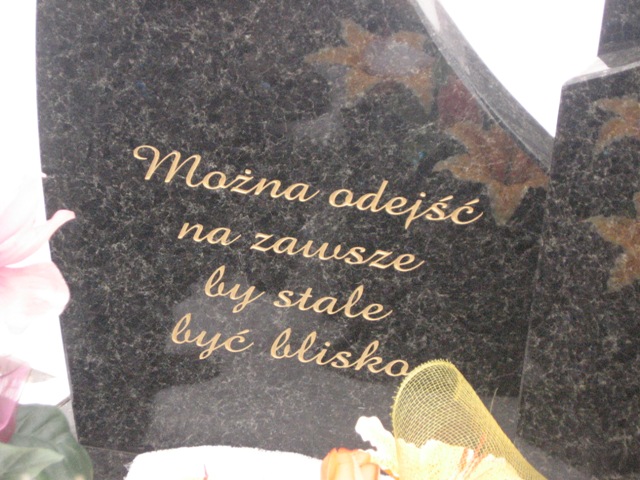 Można odejść
na zawsze
by stale
być blisko